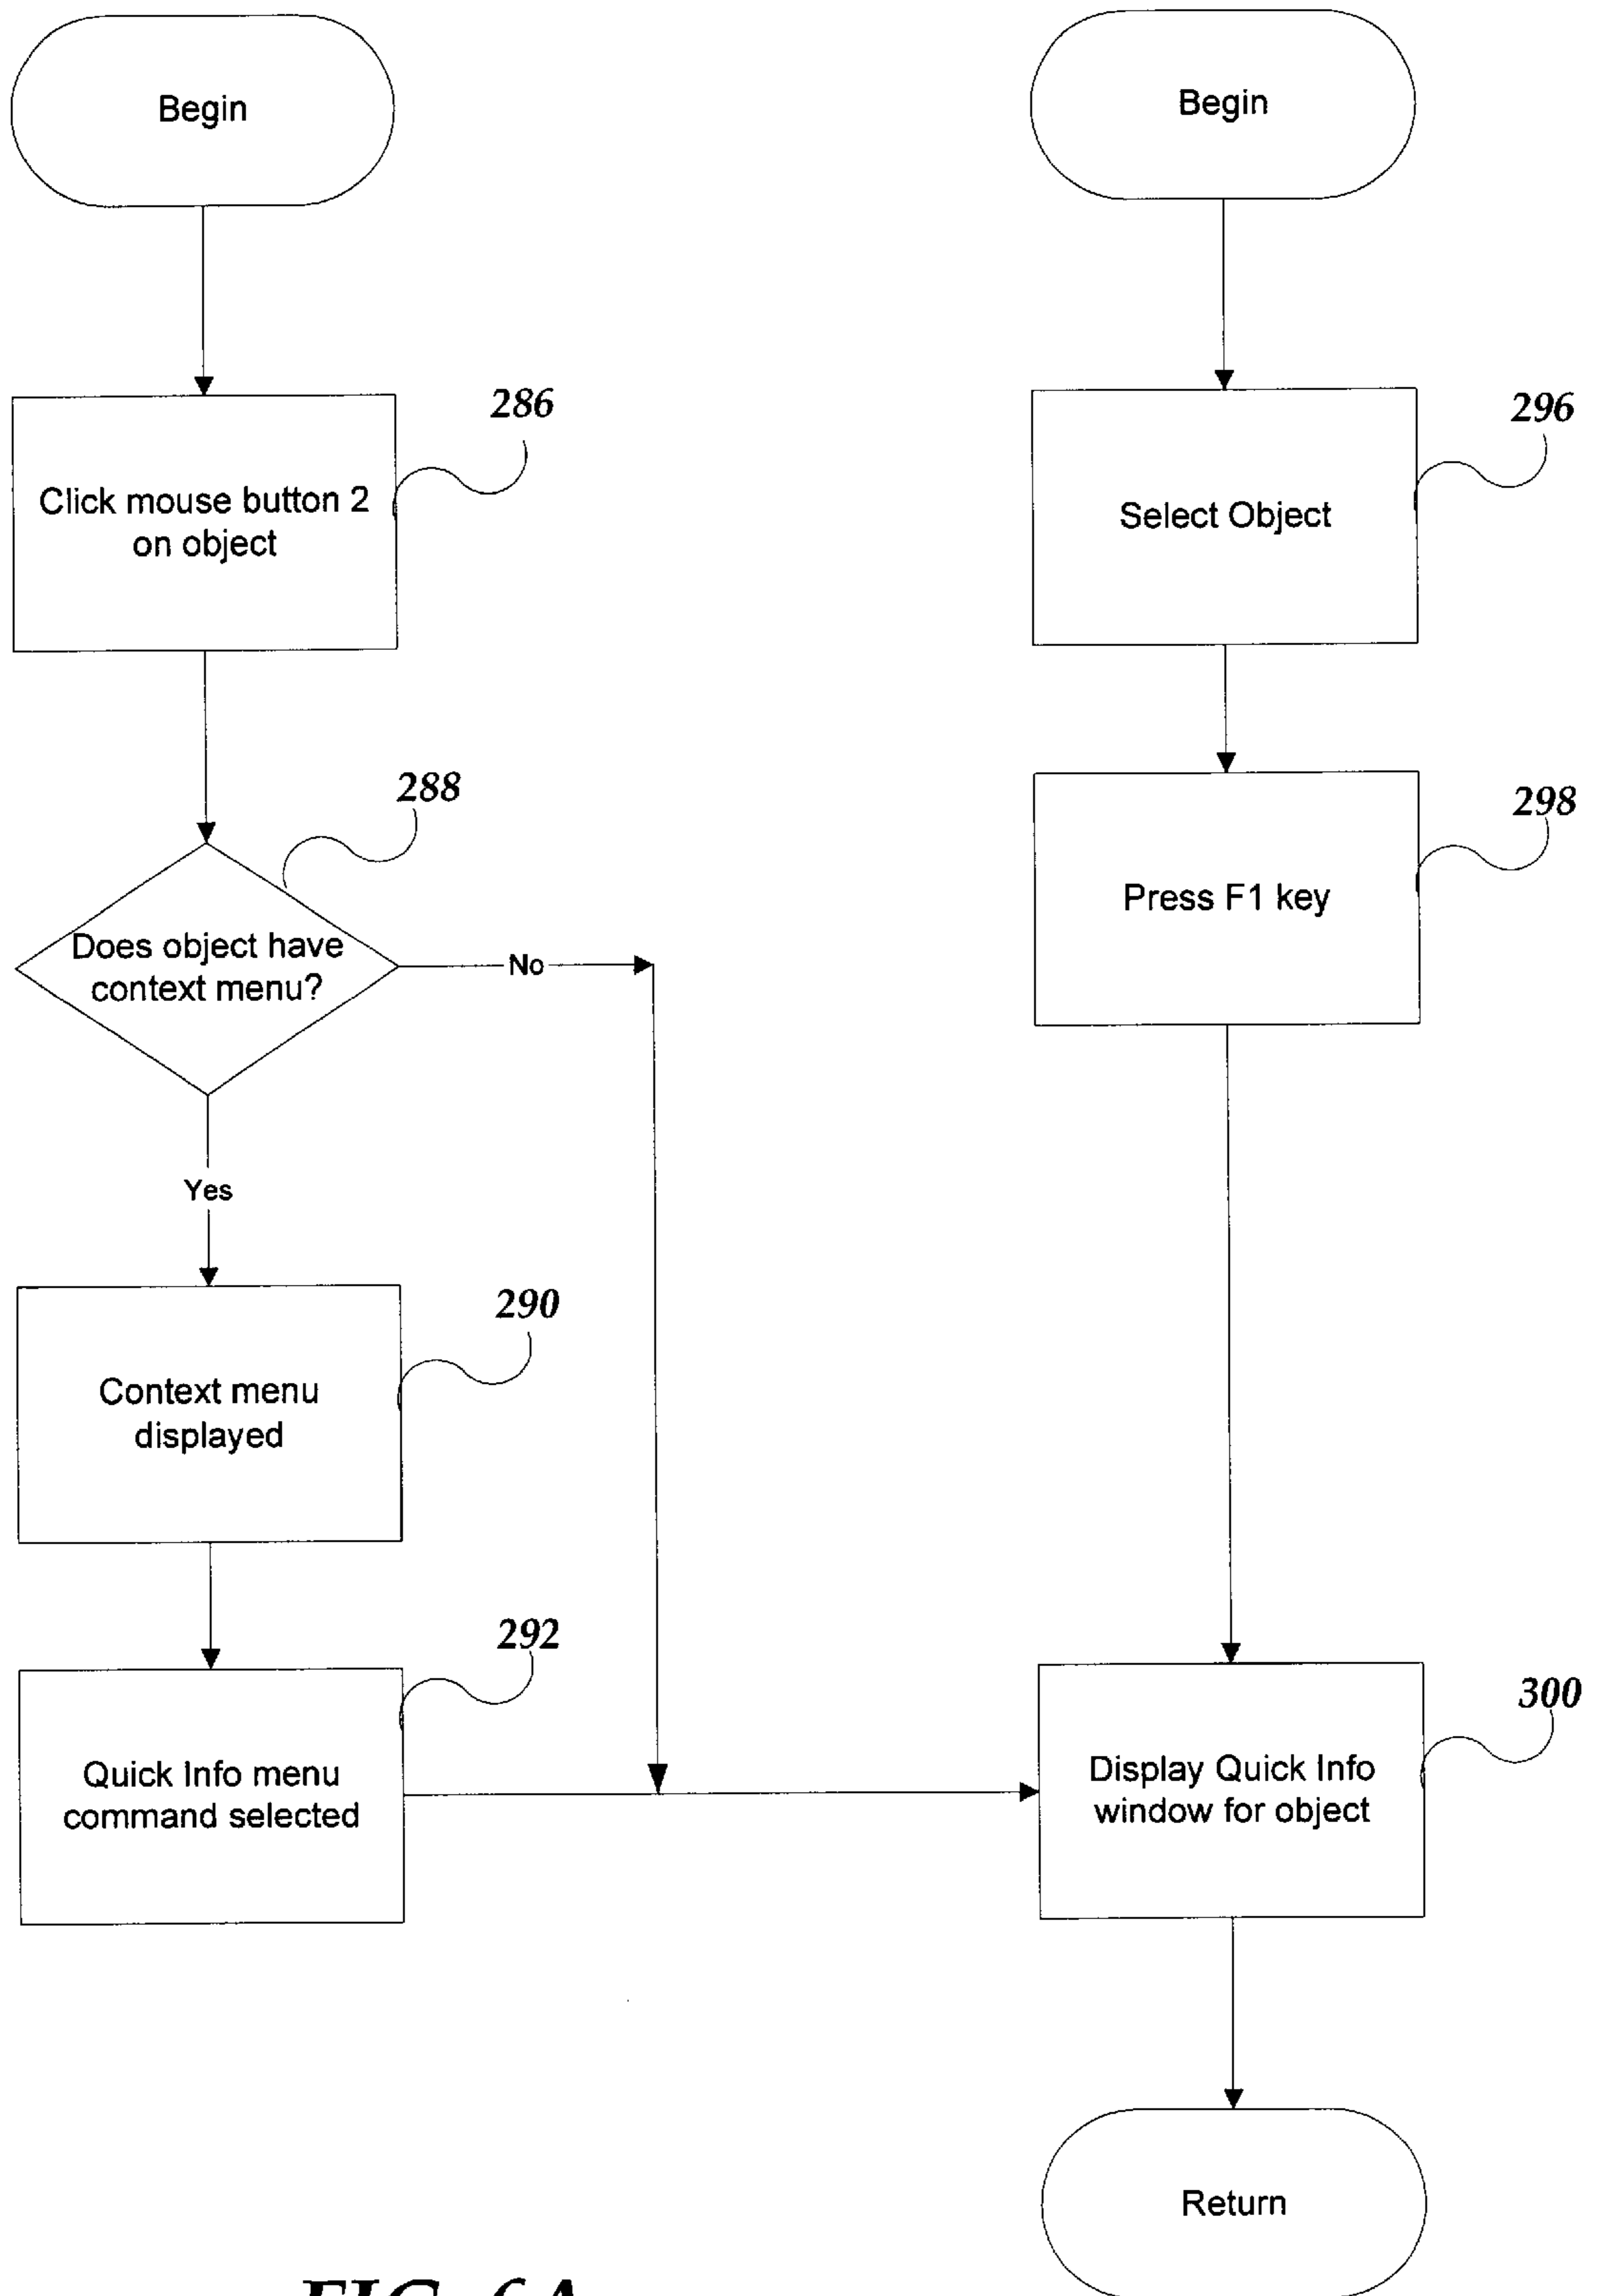 Begin
286
Click mouse button 2
on object
288
Does object have
context menu?
No
Yes
290
Context menu
displayed
292
Quick Info menu
command selected
Begin
296
Select Object
298
Press F1 key
300
Display Quick Info
window for object
Return
FIG. 6A